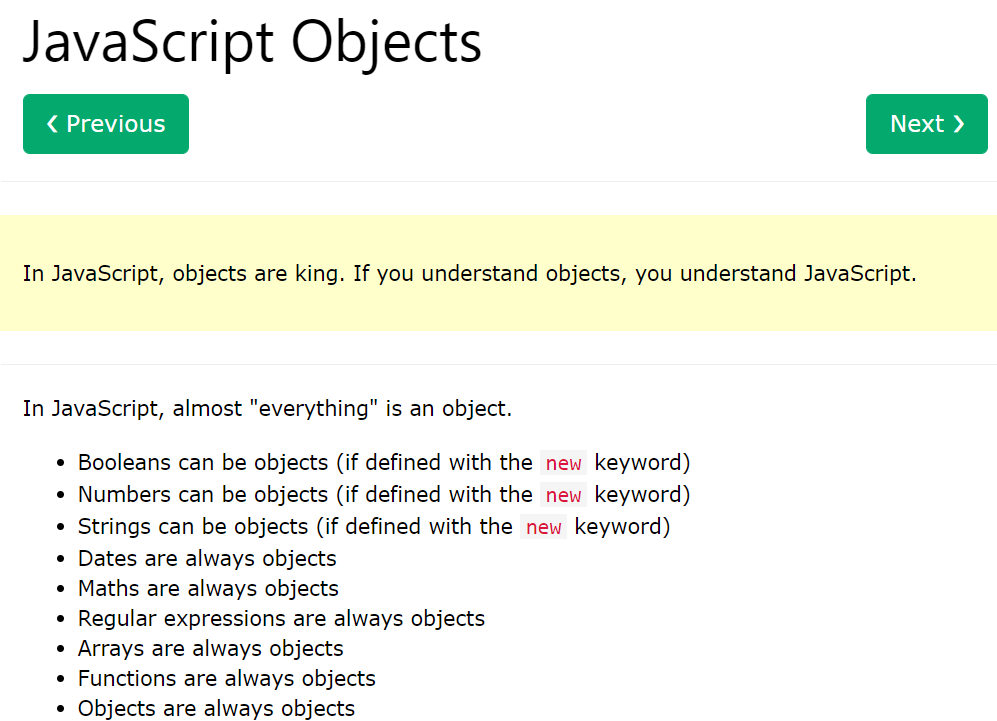 JavaScript Objects
❮ Previous
Next ❯
In JavaScript, objects are king. If you understand objects, you understand JavaScript.
In JavaScript, almost "everything" is an object.
• Booleans can be objects (if defined with the new keyword)
• Numbers can be objects (if defined with the new keyword)
• Strings can be objects (if defined with the new keyword)
• Dates are always objects
• Maths are always objects
• Regular expressions are always objects
• Arrays are always objects
• Functions are always objects
• Objects are always objects